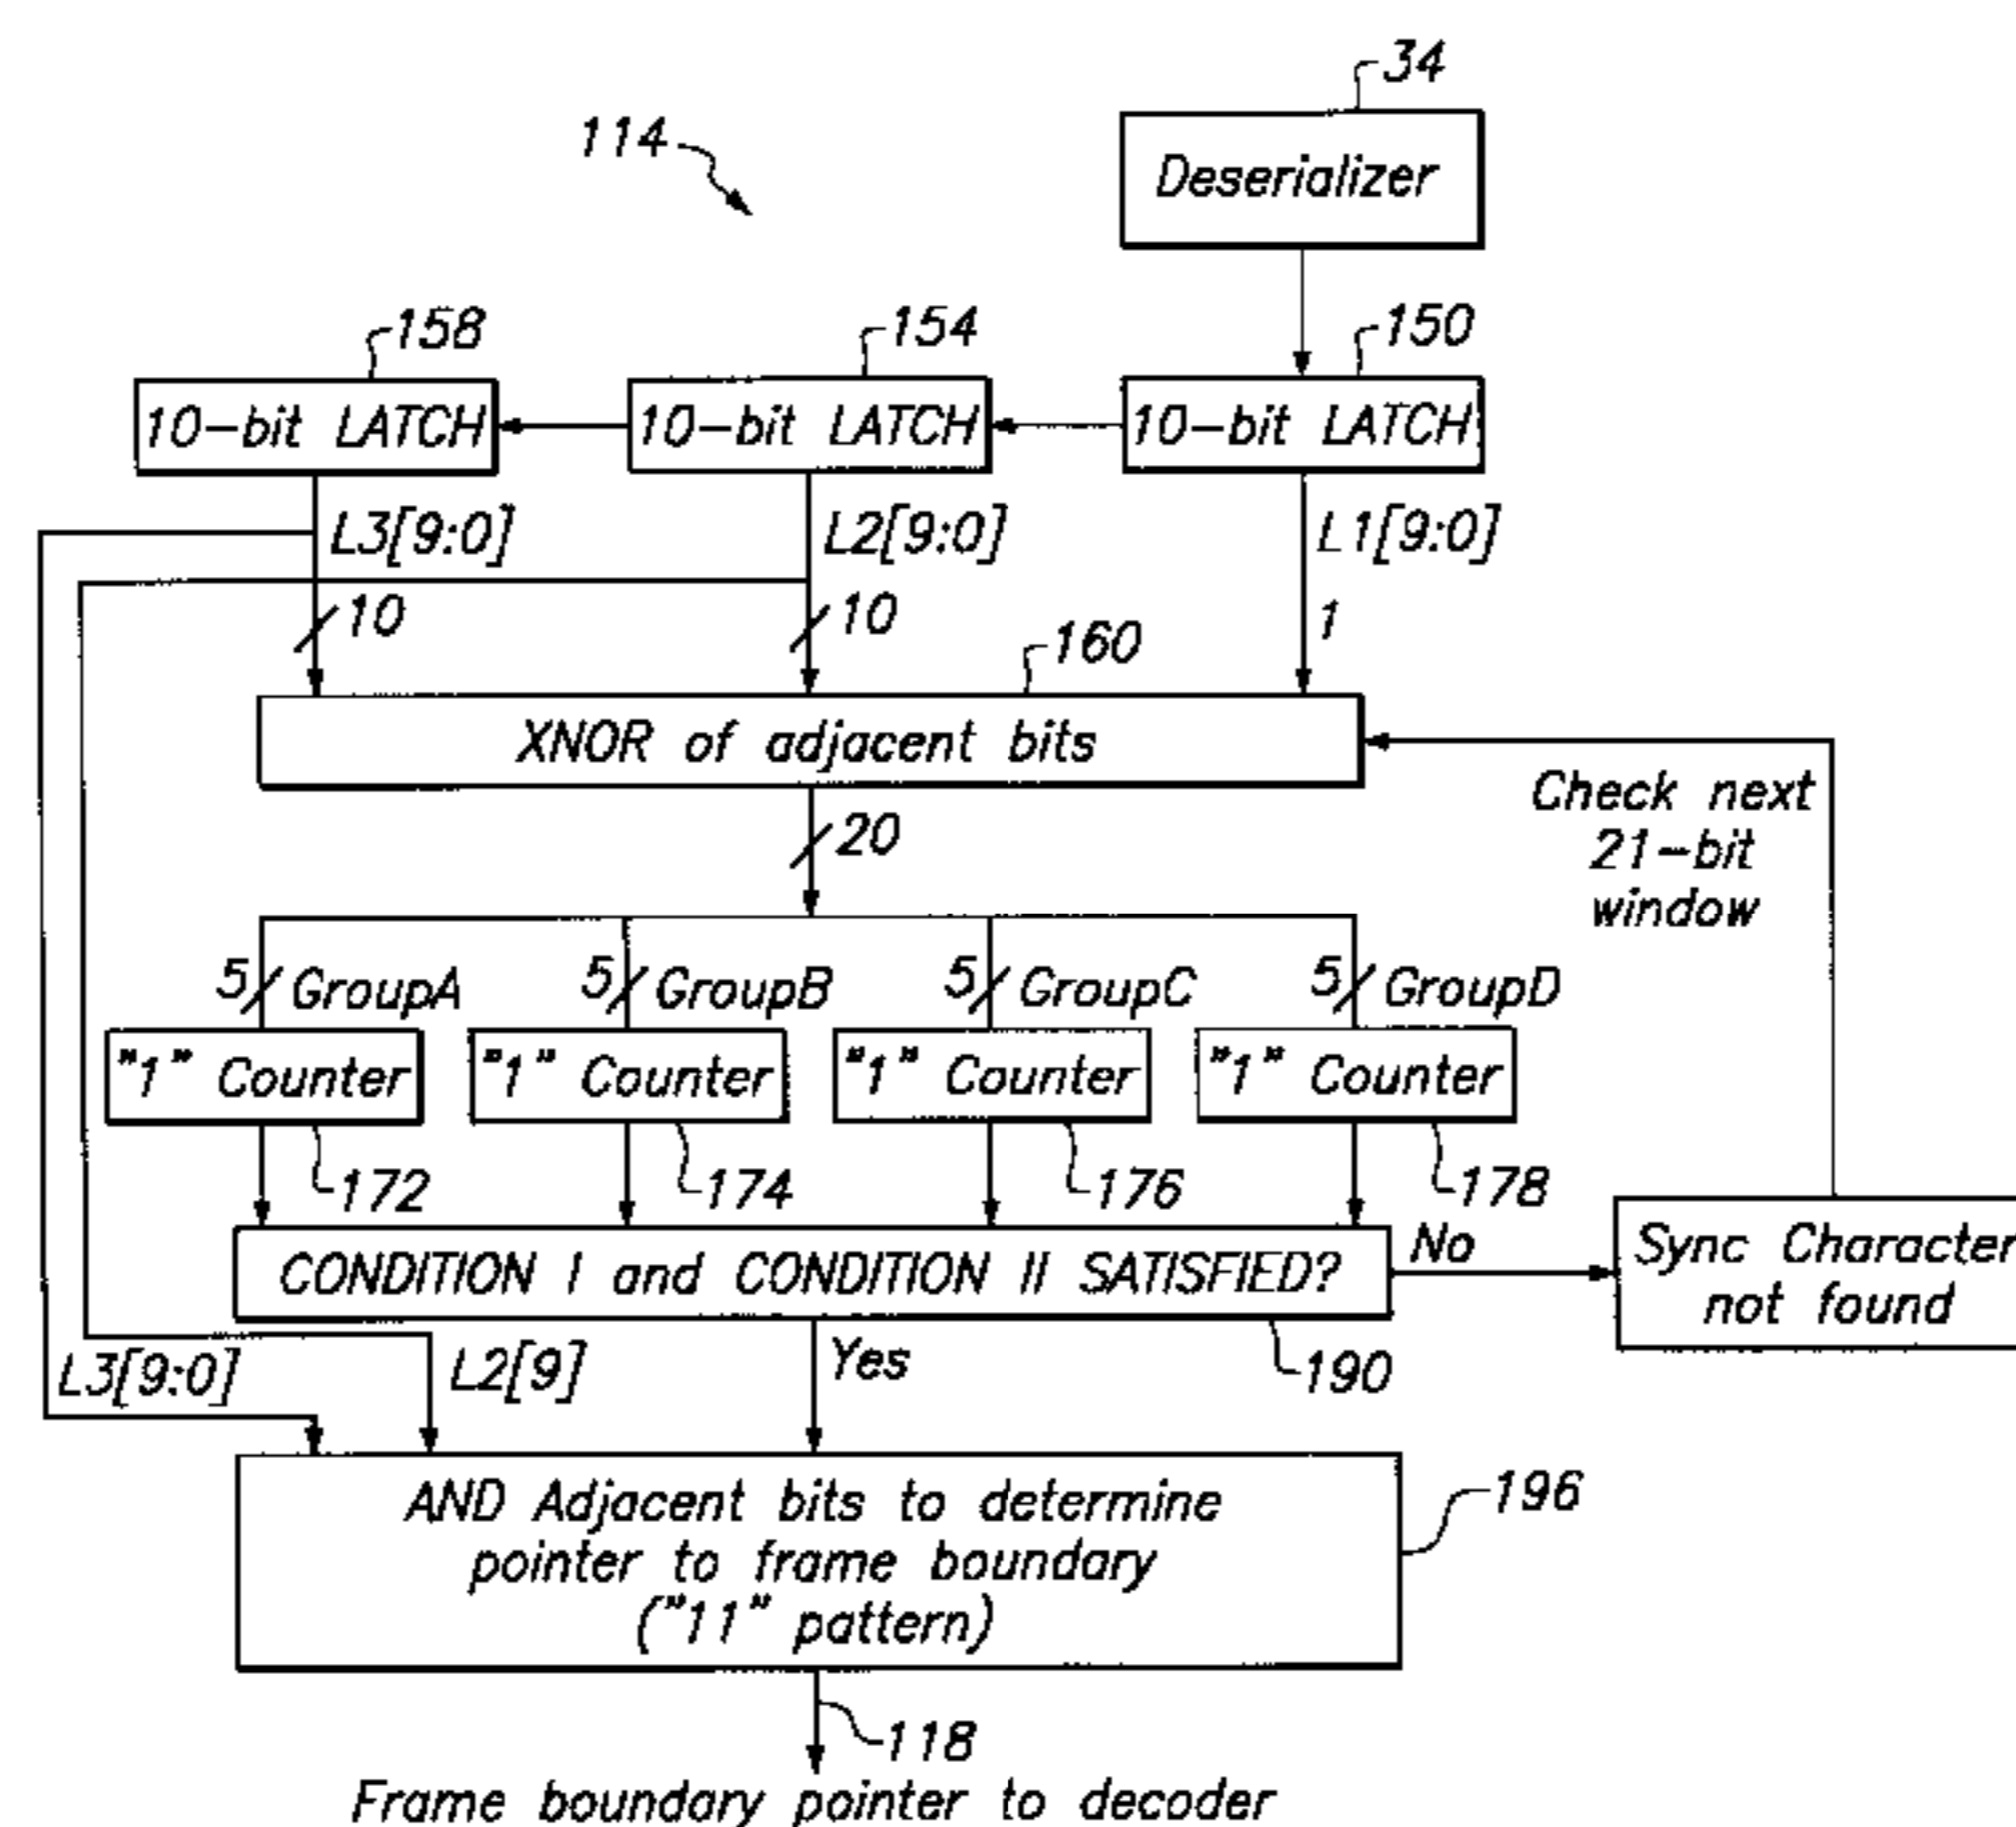 34
114
Deserializer
158
154
150
10-bit LATCH
10-bit LATCH
10-bit LATCH
L3[9:0]
L2[9:0]
L1[9:0]
10
10
1
160
XNOR of adjacent bits
Check next
21-bit
window
20
5
GroupA
5
GroupB
5
GroupC
5
GroupD
"1" Counter
"1" Counter
"1" Counter
"1" Counter
172
174
176
178
CONDITION I and CONDITION II SATISFIED?
No
Sync Character
not found
L3[9:0]
L2[9]
Yes
190
AND Adjacent bits to determine
pointer to frame boundary
("11" pattern)
196
118
Frame boundary pointer to decoder